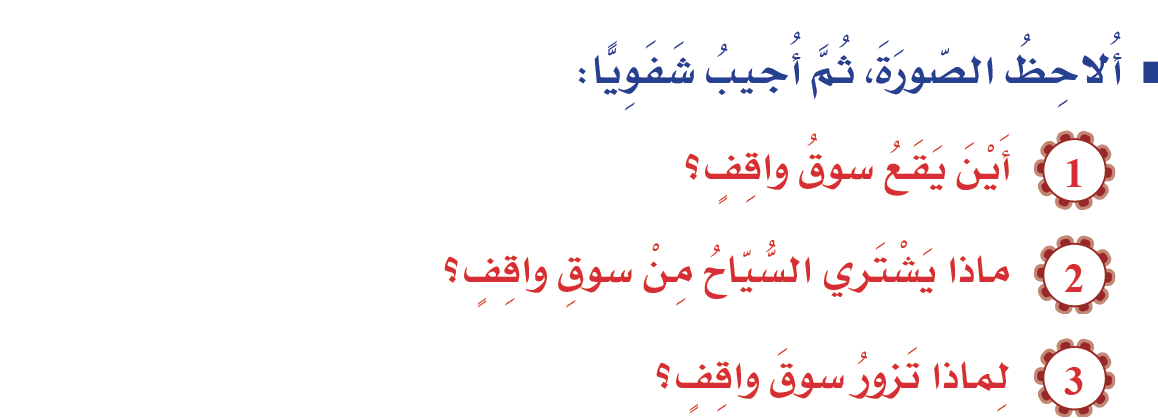 ■ أُلاحِظُ الصّورَةَ، ثُمَّ أُجيبُ شَفَوِيًّا:
1 أَيْنَ يَقَعُ سوقُ واقِفٍ؟
2 ماذا يَشْتَري السُّيّاحُ مِنْ سوقِ واقِفٍ؟
3 لِماذا تَزورُ سوقَ واقِفٍ؟